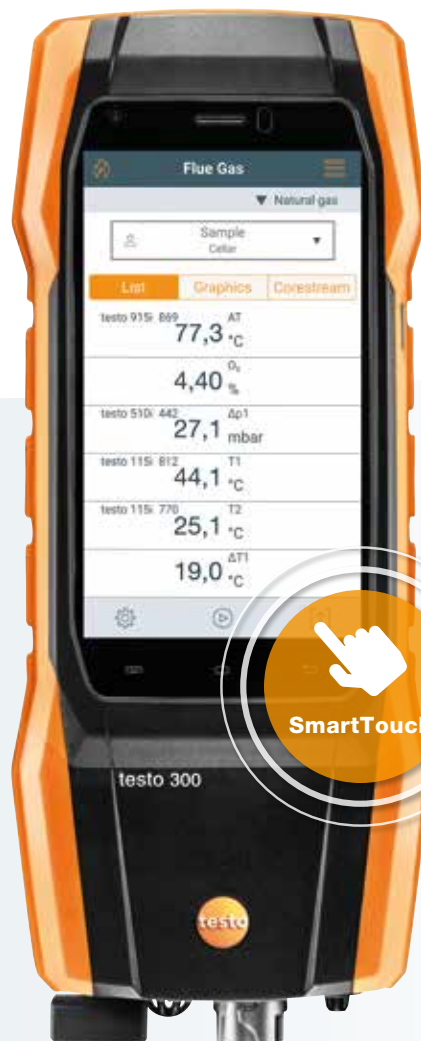 Flue Gas
Natural gas
Sample
Cellar
List Graphics Corestream
testo 915i 869 AT
77,3 °C
O₂
4,40 %
testo 510i 442 Δp1
27,1 mbar
testo 115i 812 T1
44,1 °C
testo 115i 770 T2
25,1 °C
ΔT1
19,0 °C
SmartTouch
testo 300
testo